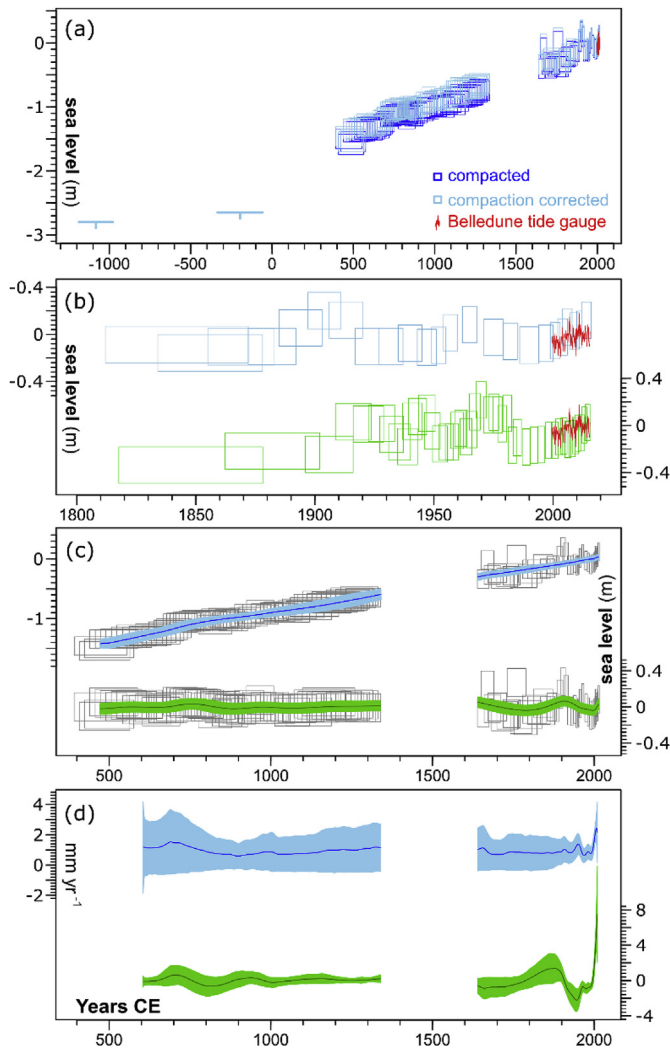 (a)
0
-1
-2
-3
sea level (m)
compacted
compaction corrected
Belledune tide gauge
-1000 -500 0 500 1000 1500 2000
(b)
-0.4
0
-0.4
sea level (m)
0.4
0
-0.4
sea level (m)
1800 1850 1900 1950 2000
(c)
0
-1
sea level (m)
0.4
0
-0.4
500 1000 1500 2000
(d)
4
2
0
-2
mm yr⁻¹
8
4
0
-4
Years CE
500 1000 1500 2000